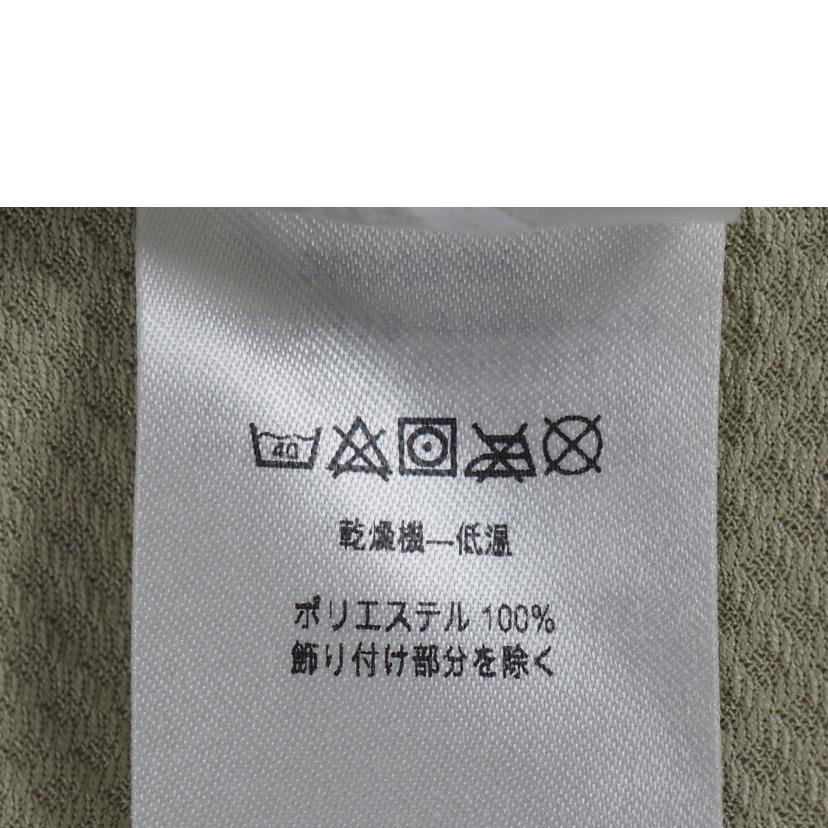 40
乾燥機—低温
ポリエステル 100%
飾り付け部分を除く